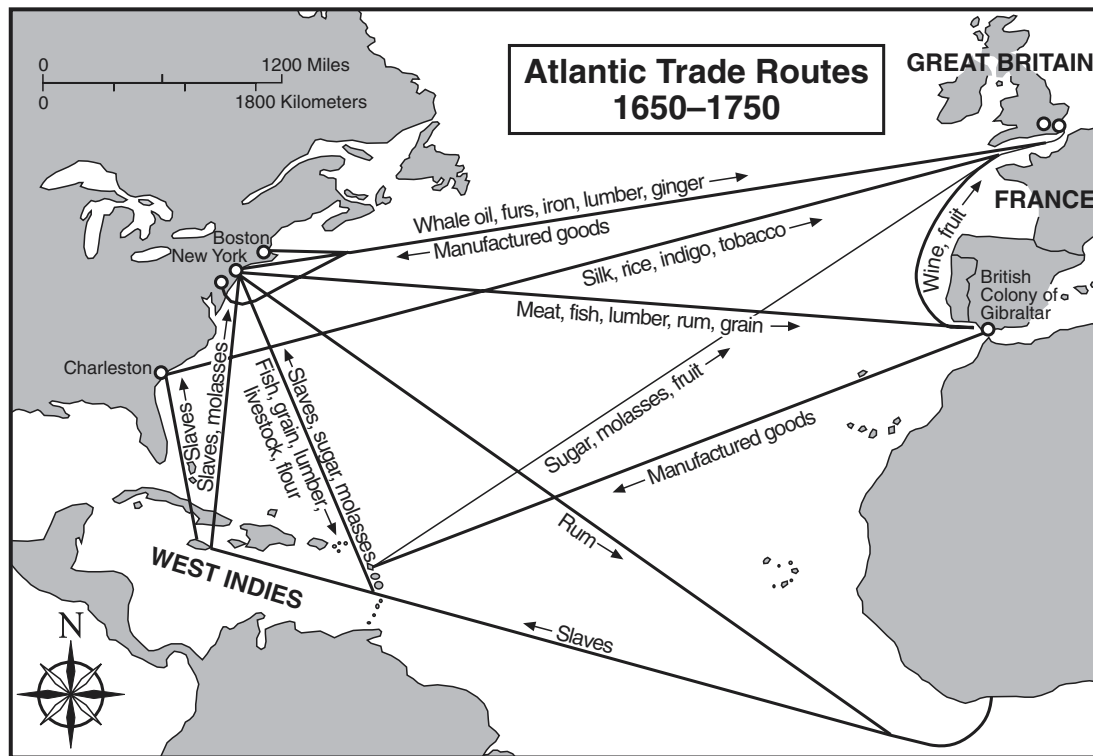 0 1200 Miles
0 1800 Kilometers
Atlantic Trade Routes
1650–1750
GREAT BRITAIN
FRANCE
Whale oil, furs, iron, lumber, ginger
Manufactured goods
Silk, rice, indigo, tobacco
Wine, fruit
Boston
New York
British
Colony of
Gibraltar
Meat, fish, lumber, rum, grain
Charleston
Slaves
Slaves, molasses
Fish, grain, lumber,
livestock, flour
Slaves, sugar, molasses
Sugar, molasses, fruit
Manufactured goods
Rum
WEST INDIES
Slaves
N